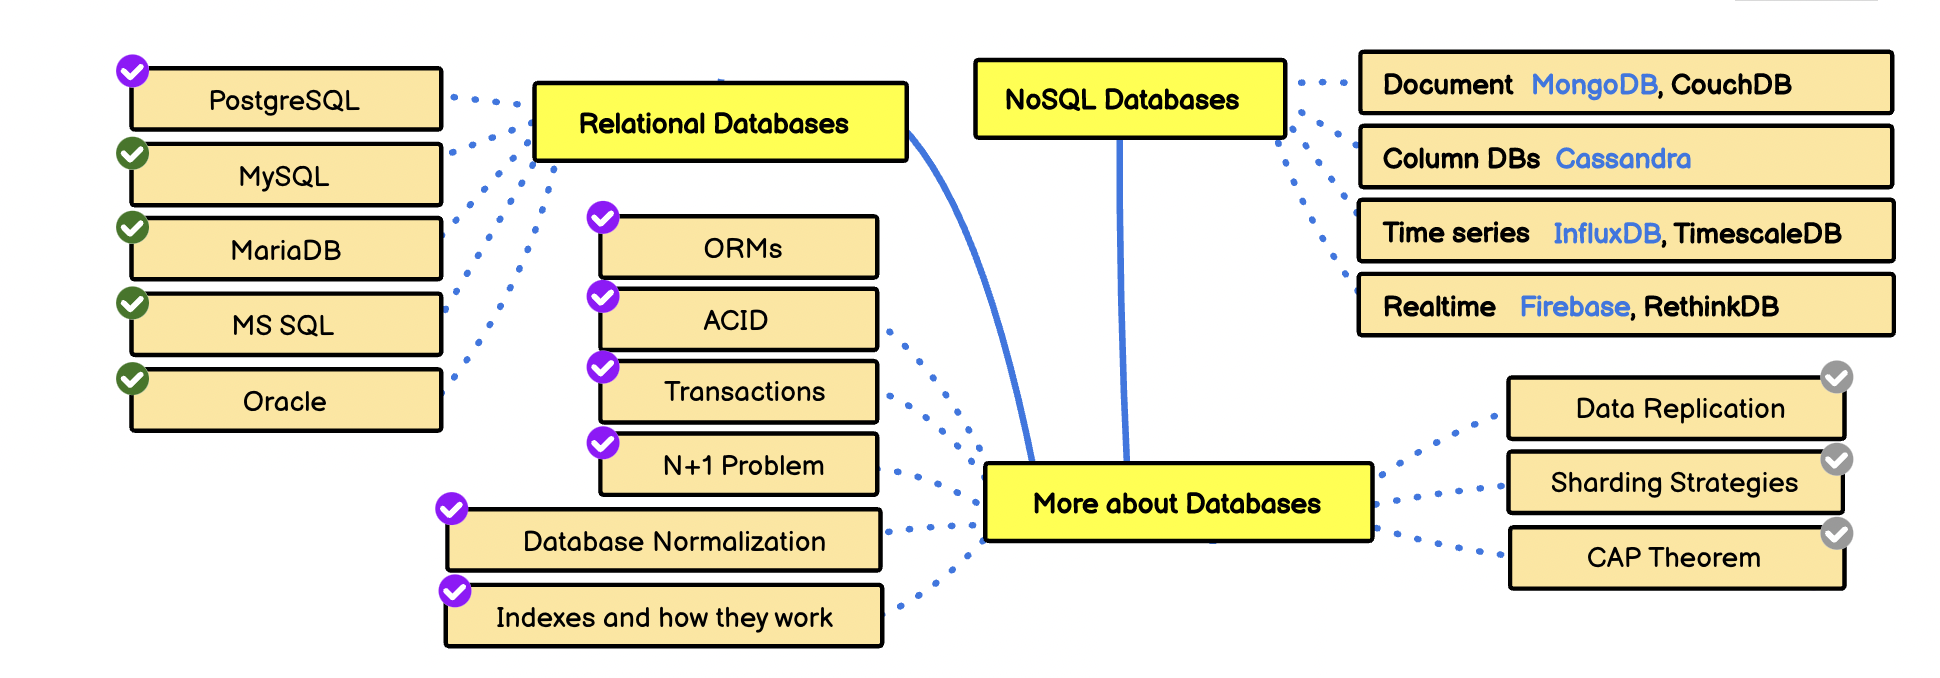 Relational Databases
PostgreSQL
MySQL
MariaDB
MS SQL
Oracle
NoSQL Databases
Document MongoDB, CouchDB
Column DBs Cassandra
Time series InfluxDB, TimescaleDB
Realtime Firebase, RethinkDB
More about Databases
ORMs
ACID
Transactions
N+1 Problem
Database Normalization
Indexes and how they work
Data Replication
Sharding Strategies
CAP Theorem